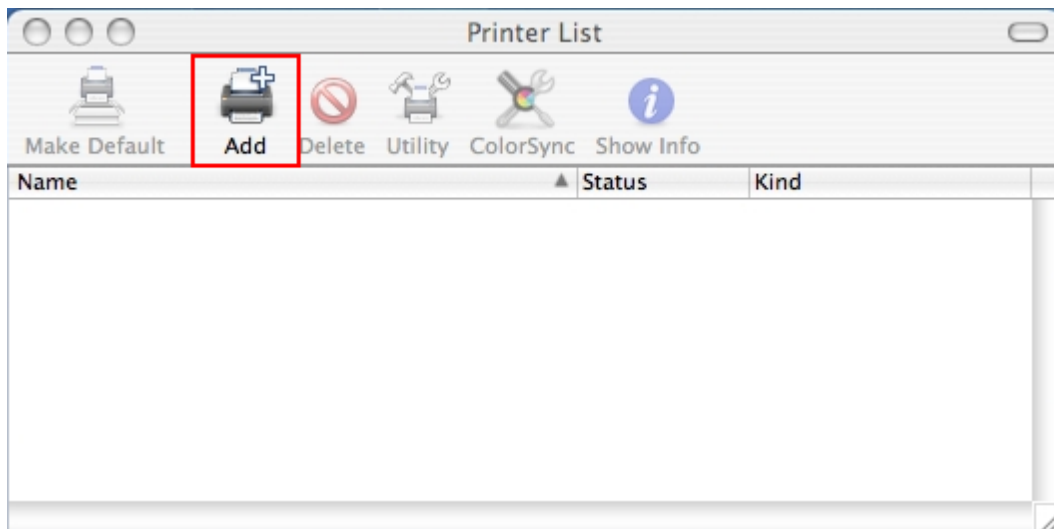 Printer List
Make Default Add Delete Utility ColorSync Show Info
Name Status Kind